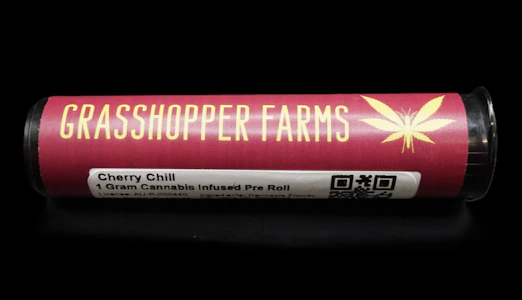 GRASSHOPPER FARMS
Cherry Chill
1 Gram Cannabis Infused Pre Roll